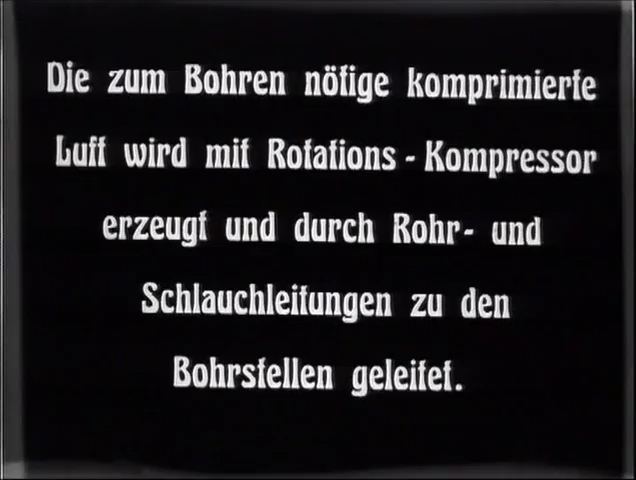 Die zum Bohren nötige komprimierte
Luft wird mit Rotations - Kompressor
erzeugt und durch Rohr- und
Schlauchleitungen zu den
Bohrstellen geleitet.